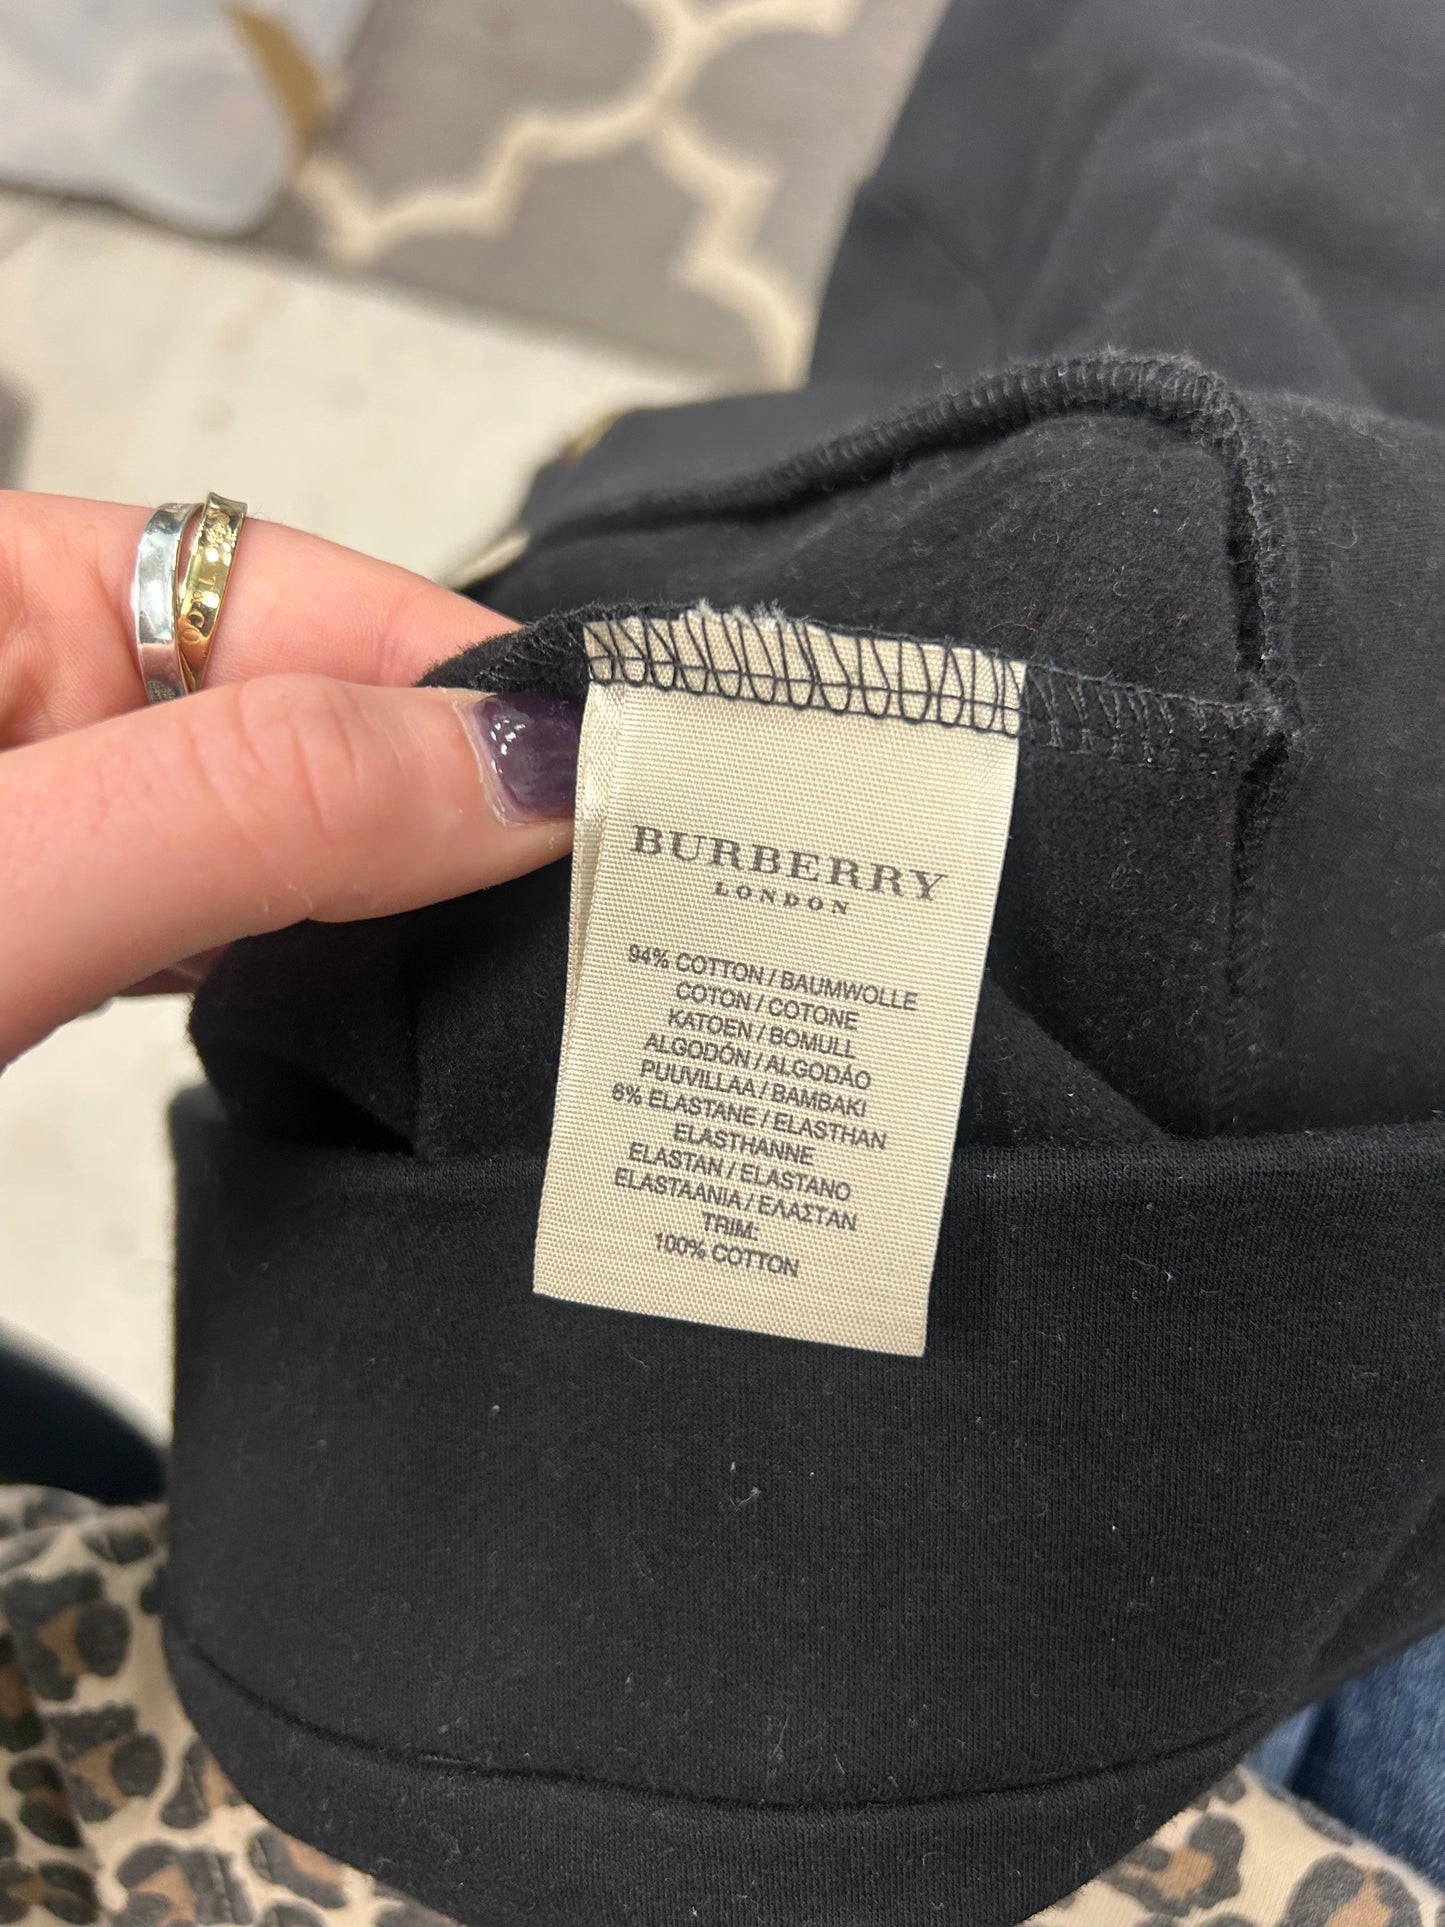 BURBERRY
LONDON
94% COTTON / BAUMWOLLE
COTON / COTONE
KATOEN / BOMULL
ALGODÓN / ALGODÃO
PUUVILLAA / BAMBAKI
6% ELASTANE / ELASTHAN
ELASTHANNE
ELASTAN / ELASTANO
ELASTAANIA / ΕΛΑΣΤΑΝ
TRIM:
100% COTTON